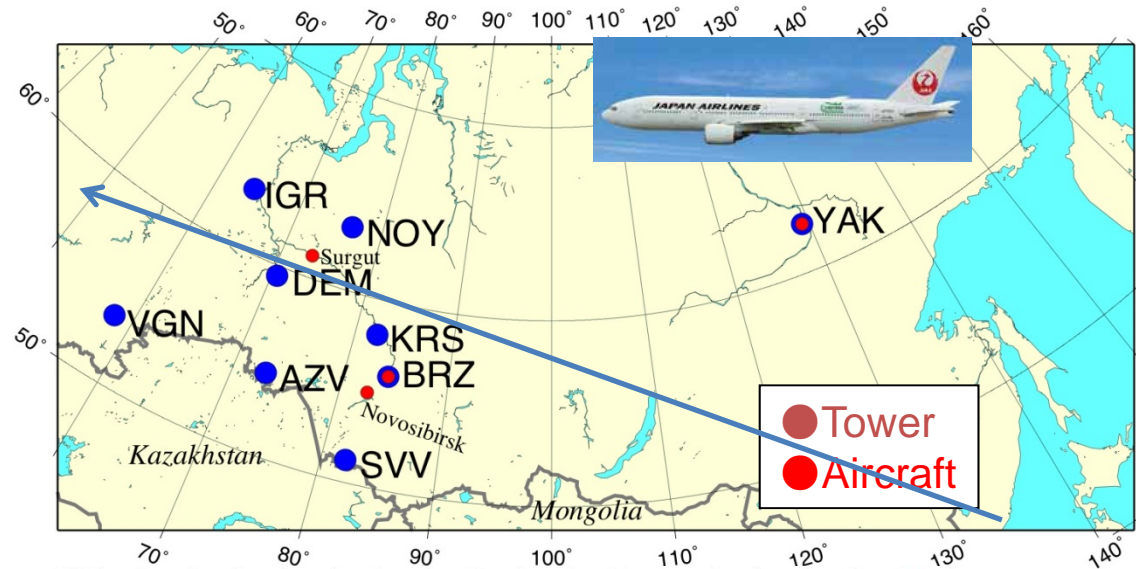 50˚ 60˚ 70˚ 80˚ 90˚ 100˚ 110˚ 120˚ 130˚ 140˚ 150˚ 160˚
60˚
JAPAN AIRLINES
JAL
IGR
NOY
YAK
Surgut
DEM
VGN
KRS
50˚
AZV
BRZ
Novosibirsk
Tower
Kazakhstan
SVV
Aircraft
Mongolia
70˚ 80˚ 90˚ 100˚ 110˚ 120˚ 130˚ 140˚